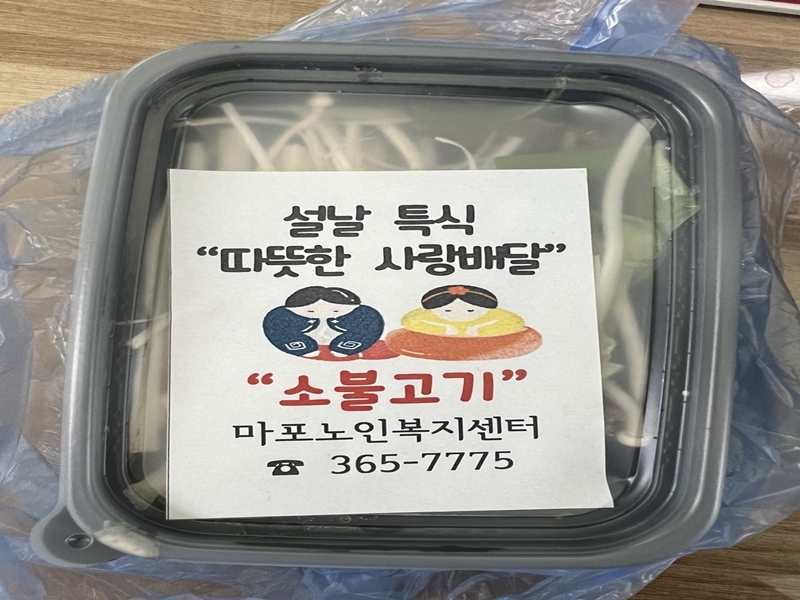 설날 특식
“따뜻한 사랑배달”
“소불고기”
마포노인복지센터
☎ 365-7775